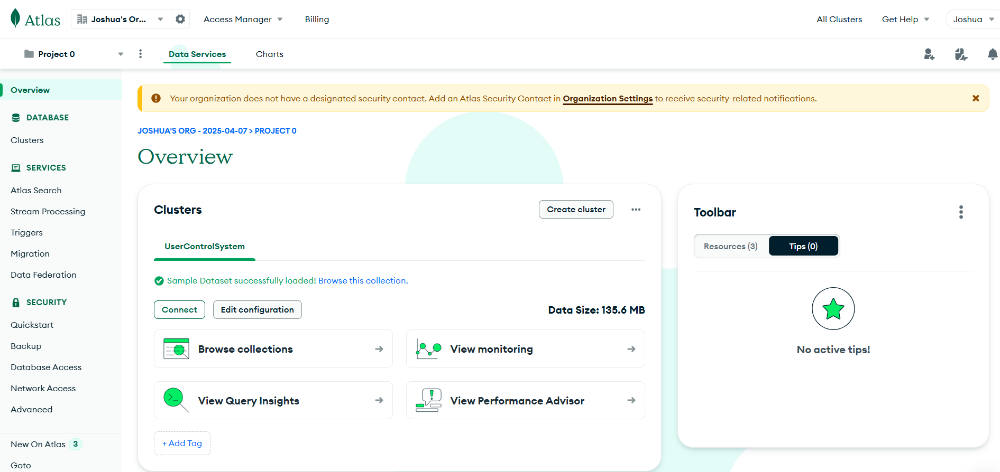 Atlas
Joshua's Or...
Access Manager
Billing
All Clusters
Get Help
Joshua
Project 0
Data Services
Charts
Overview
DATABASE
Clusters
SERVICES
Atlas Search
Stream Processing
Triggers
Migration
Data Federation
SECURITY
Quickstart
Backup
Database Access
Network Access
Advanced
New On Atlas 3
Goto
Your organization does not have a designated security contact. Add an Atlas Security Contact in Organization Settings to receive security-related notifications.
JOSHUA'S ORG - 2025-04-07 > PROJECT 0
Overview
Clusters
Create cluster
UserControlSystem
Sample Dataset successfully loaded! Browse this collection.
Connect
Edit configuration
Data Size: 135.6 MB
Browse collections
View monitoring
View Query Insights
View Performance Advisor
+ Add Tag
Toolbar
Resources (3)
Tips (0)
No active tips!